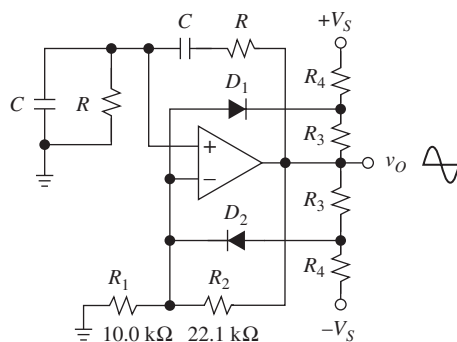 C R +V_S
R_4
D_1
C R
+ R_3
v_O
−
R_3
D_2
R_4
R_1 R_2
10.0 kΩ 22.1 kΩ −V_S